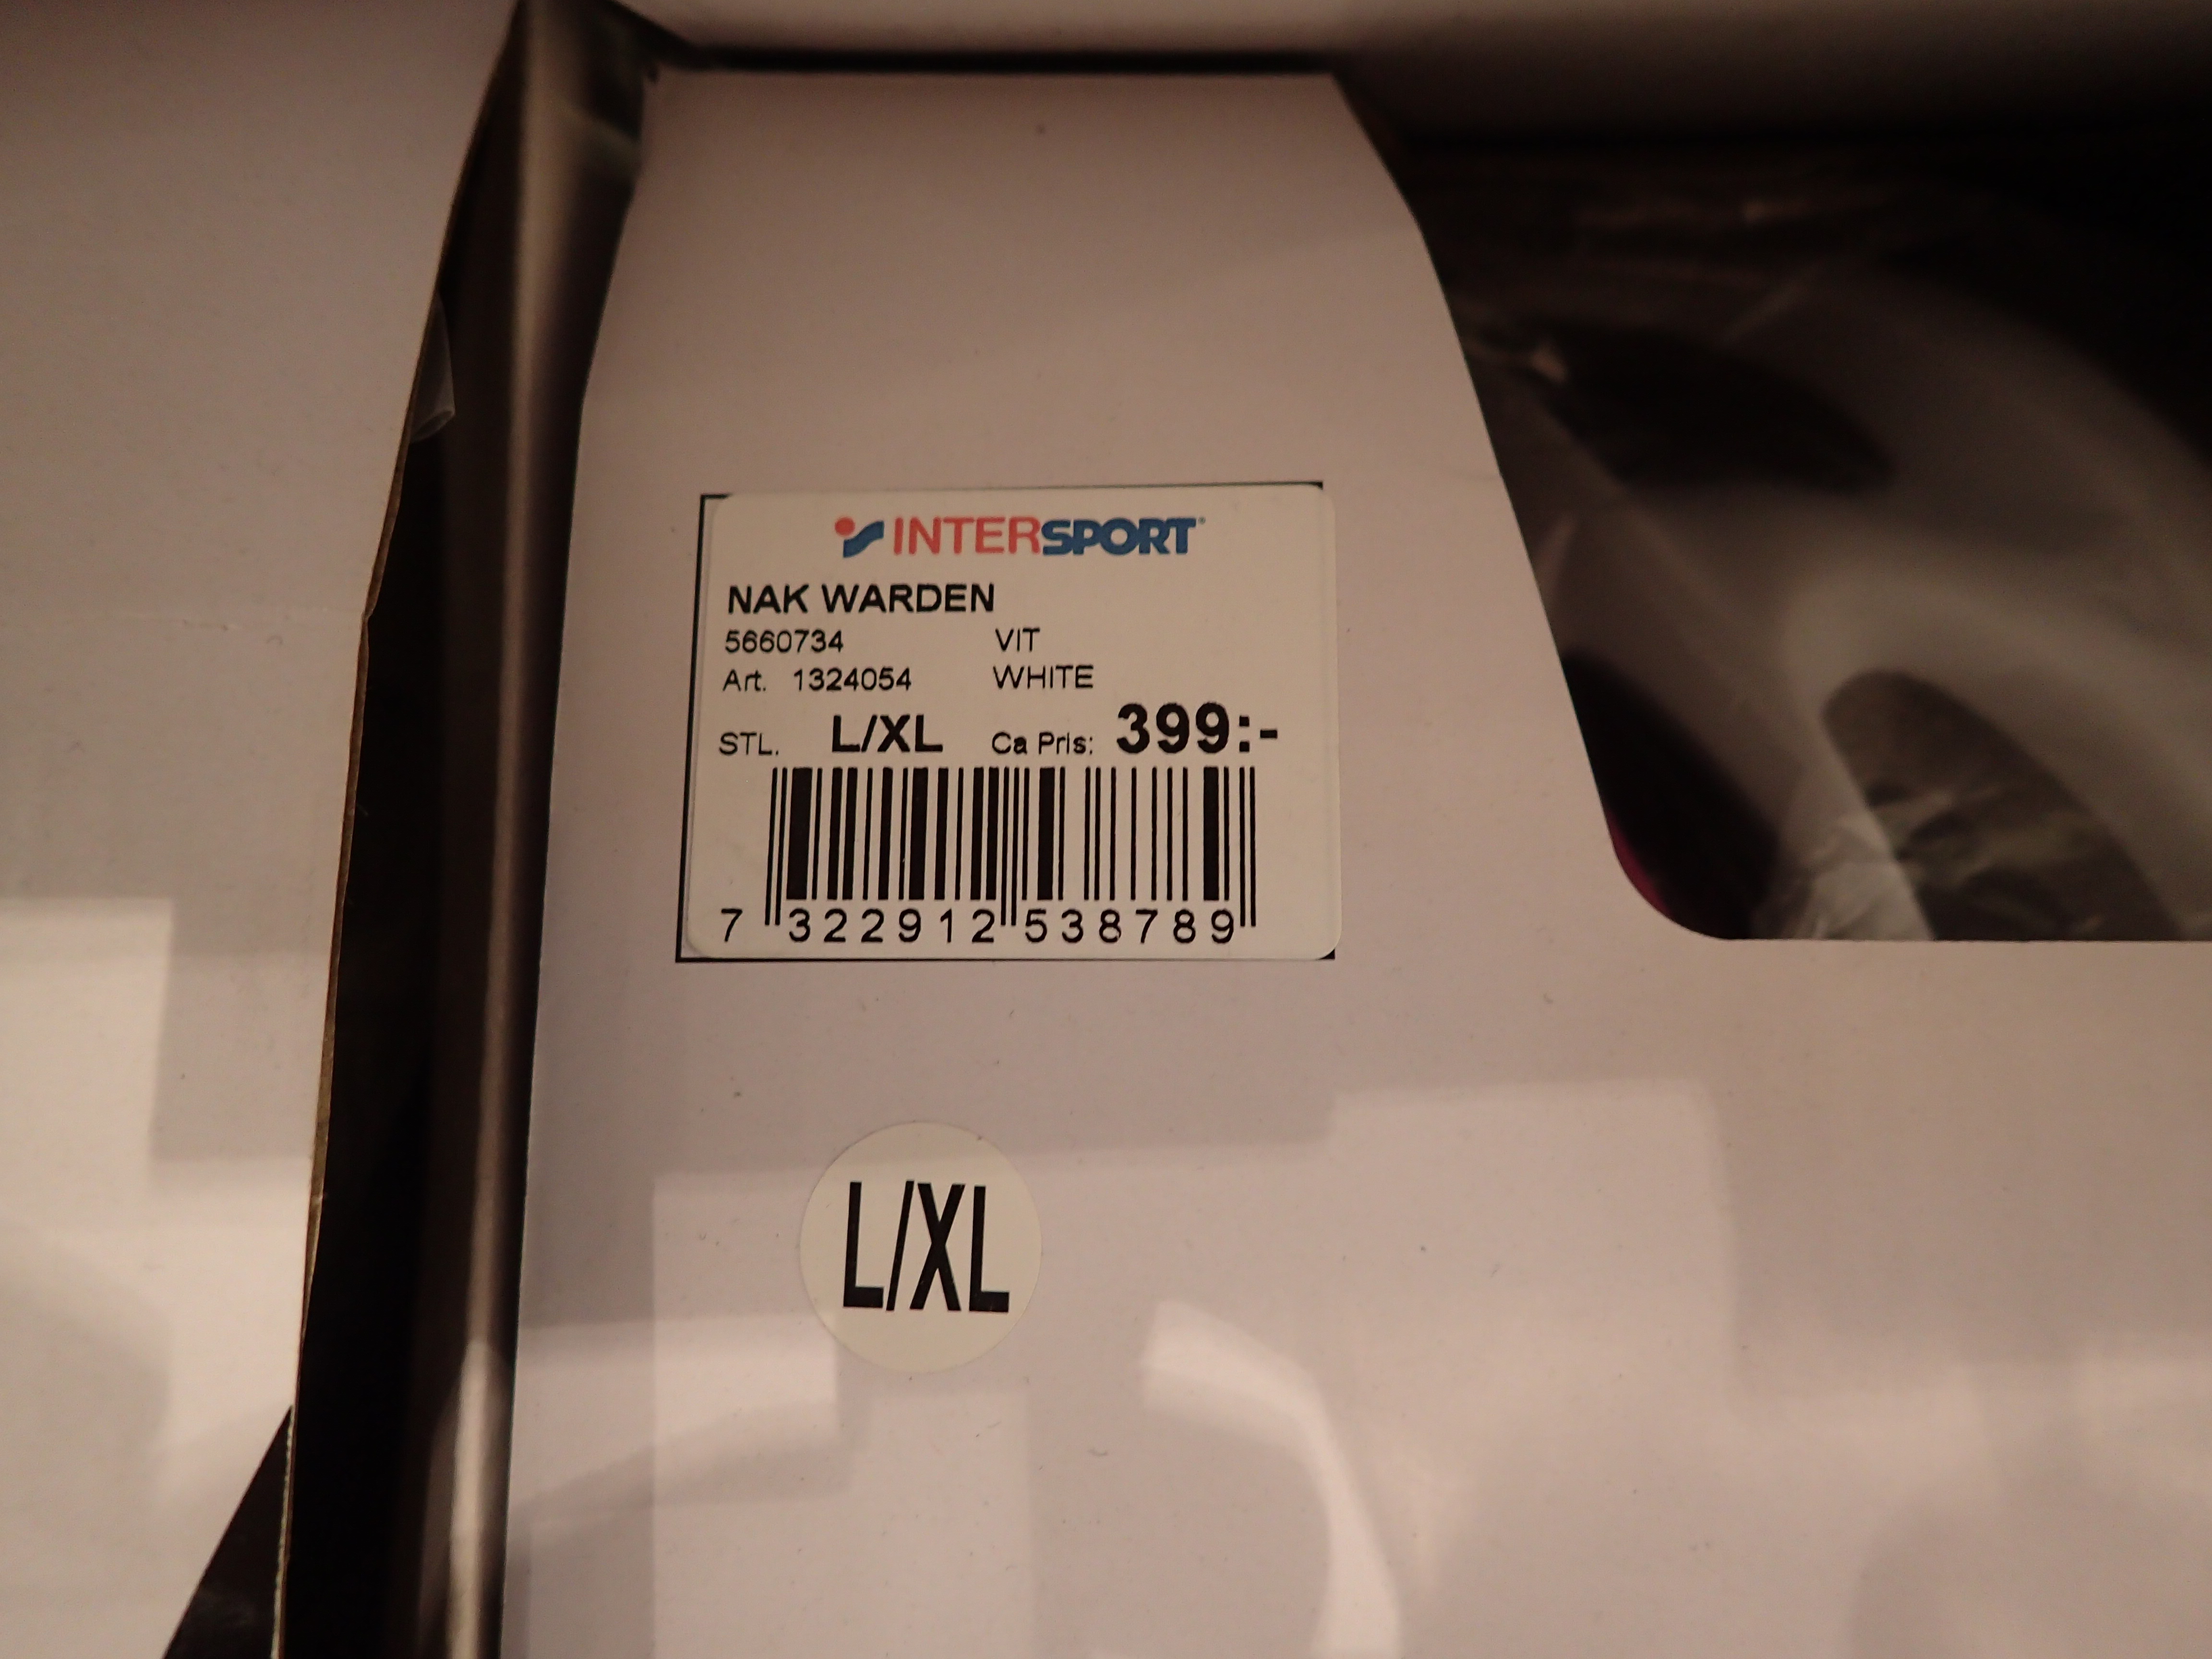 INTERSPORT
NAK WARDEN
5660734 VIT
Art. 1324054 WHITE
STL. L/XL Ca Pris: 399:-
7 322912 538789
L/XL